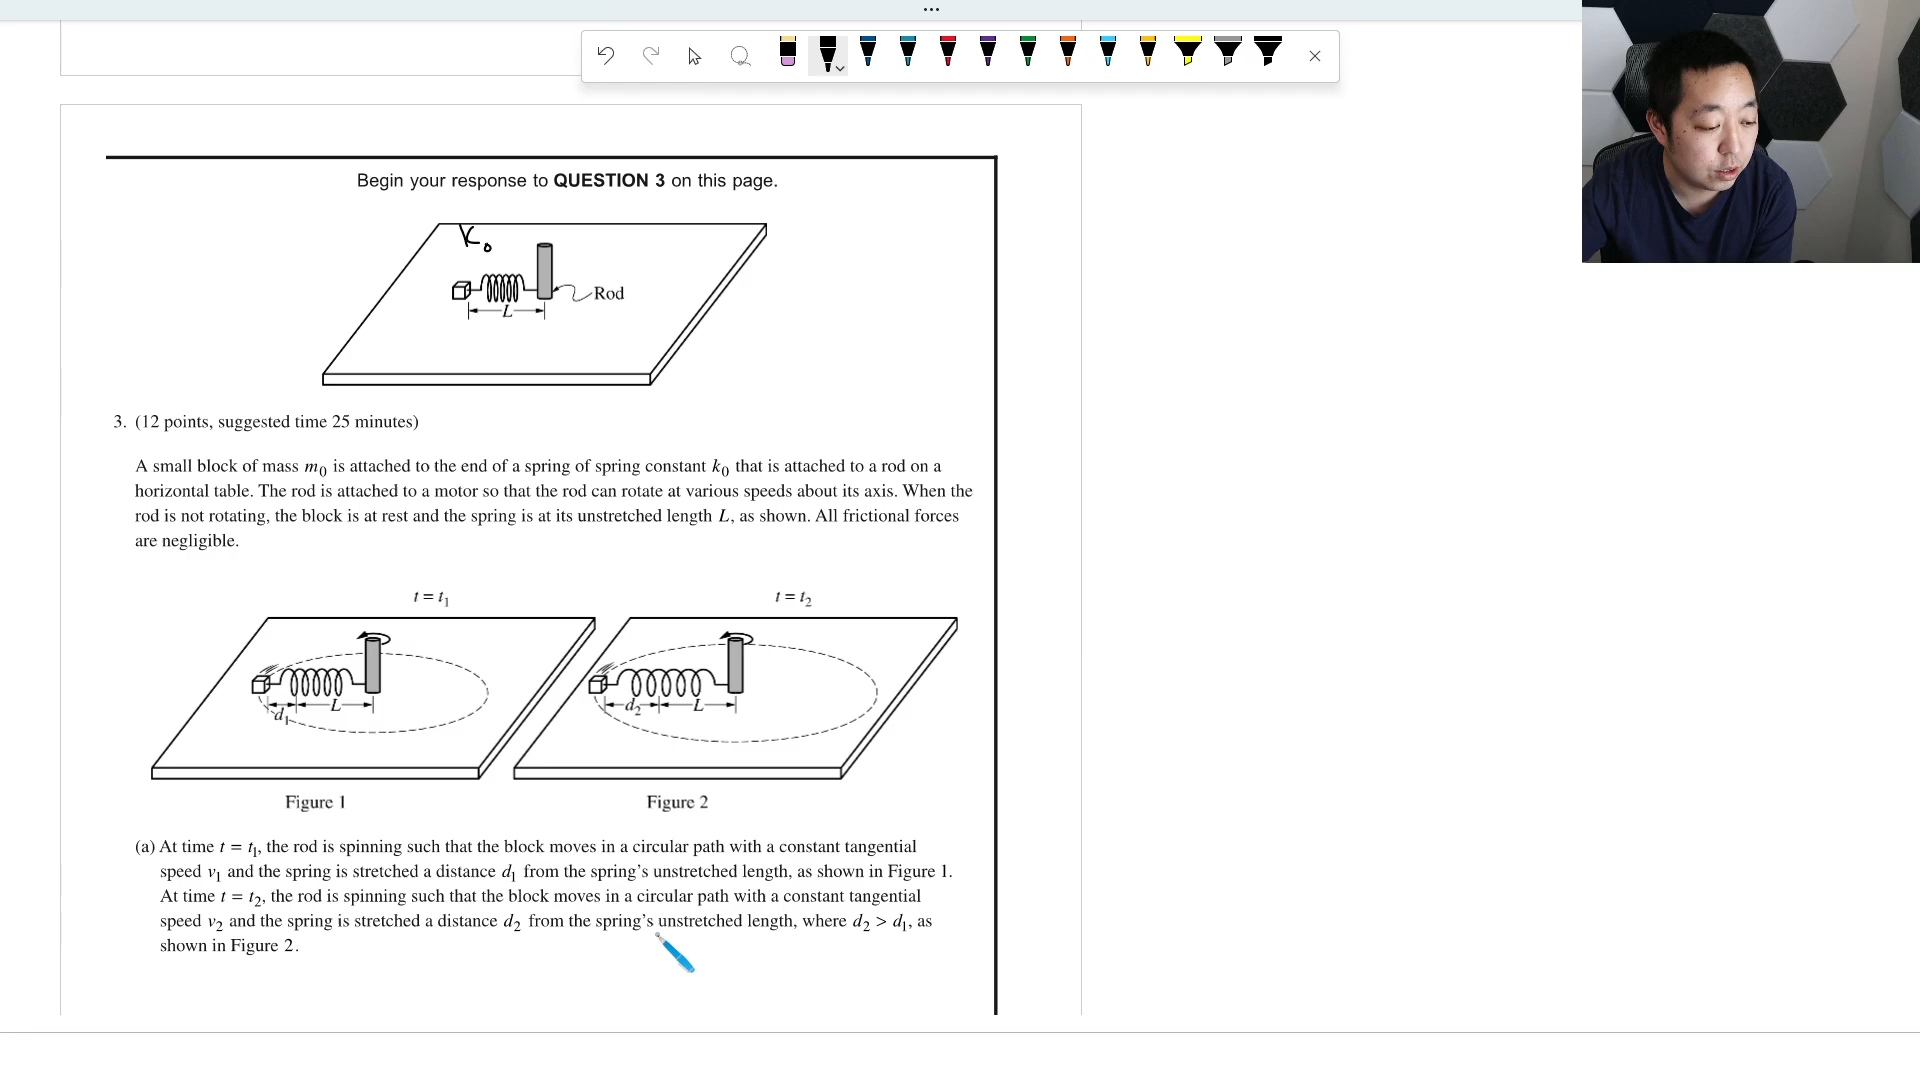 Begin your response to QUESTION 3 on this page.
k₀
Rod
L
3. (12 points, suggested time 25 minutes)
A small block of mass m₀ is attached to the end of a spring of spring constant k₀ that is attached to a rod on a
horizontal table. The rod is attached to a motor so that the rod can rotate at various speeds about its axis. When the
rod is not rotating, the block is at rest and the spring is at its unstretched length L, as shown. All frictional forces
are negligible.
t = t₁
t = t₂
d₁ L
d₂ L
Figure 1
Figure 2
(a) At time t = t₁, the rod is spinning such that the block moves in a circular path with a constant tangential
speed v₁ and the spring is stretched a distance d₁ from the spring’s unstretched length, as shown in Figure 1.
At time t = t₂, the rod is spinning such that the block moves in a circular path with a constant tangential
speed v₂ and the spring is stretched a distance d₂ from the spring’s unstretched length, where d₂ > d₁, as
shown in Figure 2.